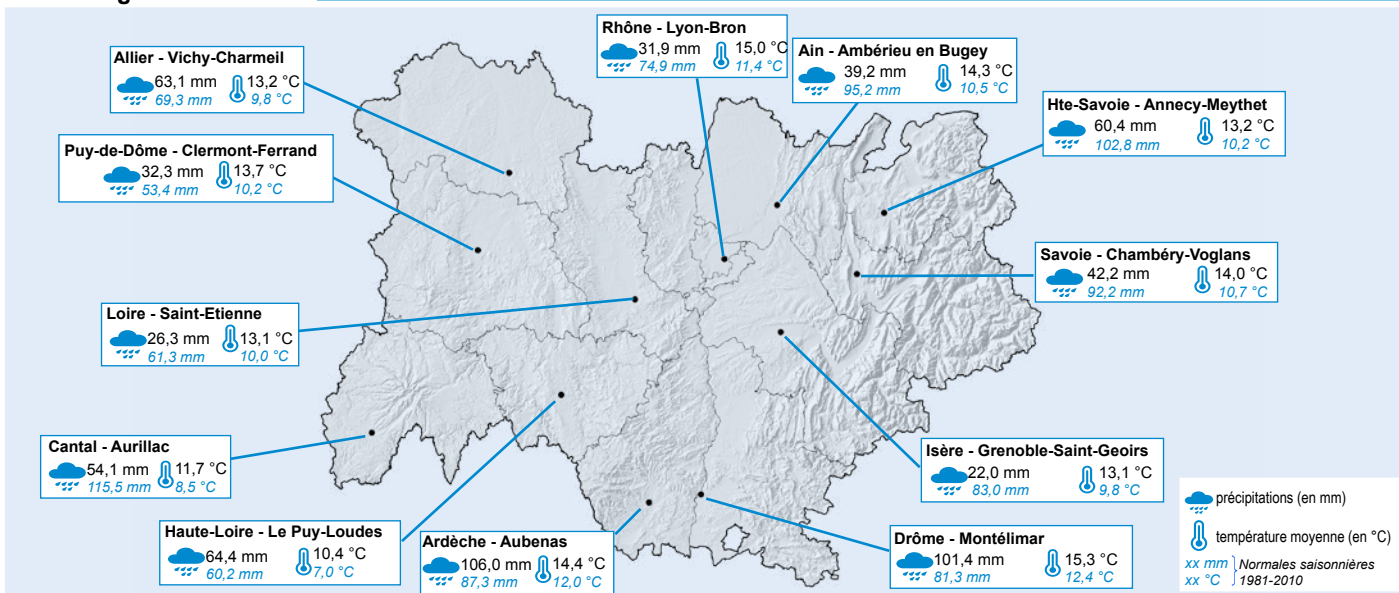 Rhône - Lyon-Bron
31,9 mm 15,0 °C
74,9 mm 11,4 °C
Ain - Ambérieu en Bugey
39,2 mm 14,3 °C
95,2 mm 10,5 °C
Allier - Vichy-Charmeil
63,1 mm 13,2 °C
69,3 mm 9,8 °C
Hte-Savoie - Annecy-Meythet
60,4 mm 13,2 °C
102,8 mm 10,2 °C
Puy-de-Dôme - Clermont-Ferrand
32,3 mm 13,7 °C
53,4 mm 10,2 °C
Savoie - Chambéry-Voglans
42,2 mm 14,0 °C
92,2 mm 10,7 °C
Loire - Saint-Etienne
26,3 mm 13,1 °C
61,3 mm 10,0 °C
Cantal - Aurillac
54,1 mm 11,7 °C
115,5 mm 8,5 °C
Isère - Grenoble-Saint-Geoirs
22,0 mm 13,1 °C
83,0 mm 9,8 °C
Haute-Loire - Le Puy-Loudes
64,4 mm 10,4 °C
60,2 mm 7,0 °C
Ardèche - Aubenas
106,0 mm 14,4 °C
87,3 mm 12,0 °C
Drôme - Montélimar
101,4 mm 15,3 °C
81,3 mm 12,4 °C
précipitations (en mm)
température moyenne (en °C)
xx mm Normales saisonnières
xx °C 1981-2010